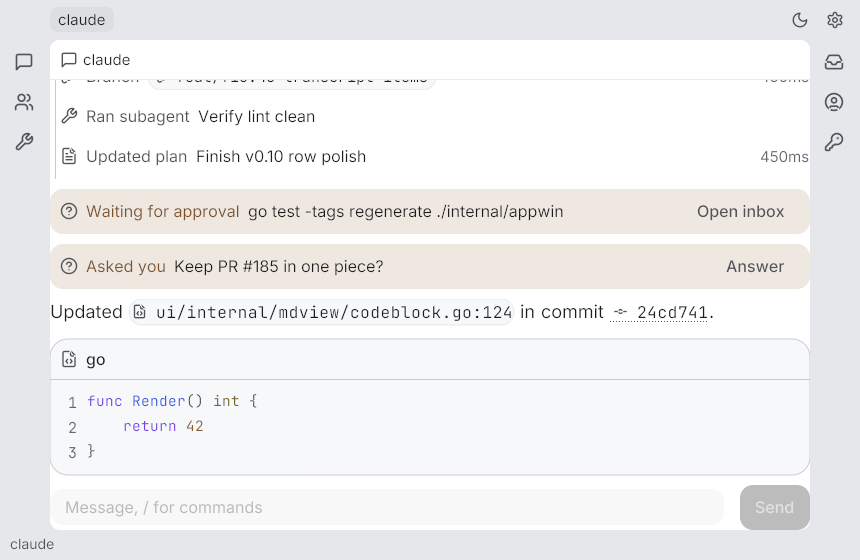 claude
claude
Ran subagent Verify lint clean
Updated plan Finish v0.10 row polish 450ms
Waiting for approval go test -tags regenerate ./internal/appwin Open inbox
Asked you Keep PR #185 in one piece? Answer
Updated ui/internal/mdview/codeblock.go:124 in commit 24cd741.
go
1 func Render() int {
2 return 42
3 }
Message, / for commands Send
claude